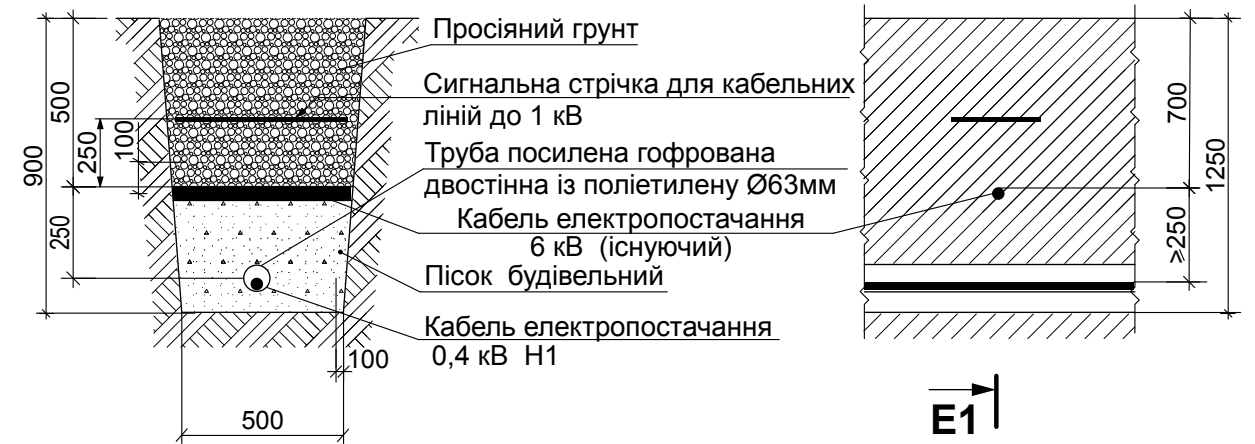 Просіяний грунт
Сигнальна стрічка для кабельних
ліній до 1 кВ
Труба посилена гофрована
двостінна із поліетилену Ø63мм
Кабель електропостачання
6 кВ (існуючий)
Пісок будівельний
Кабель електропостачання
0,4 кВ Н1
900
500
250
100
250
100
500
700
≥250
1250
E1